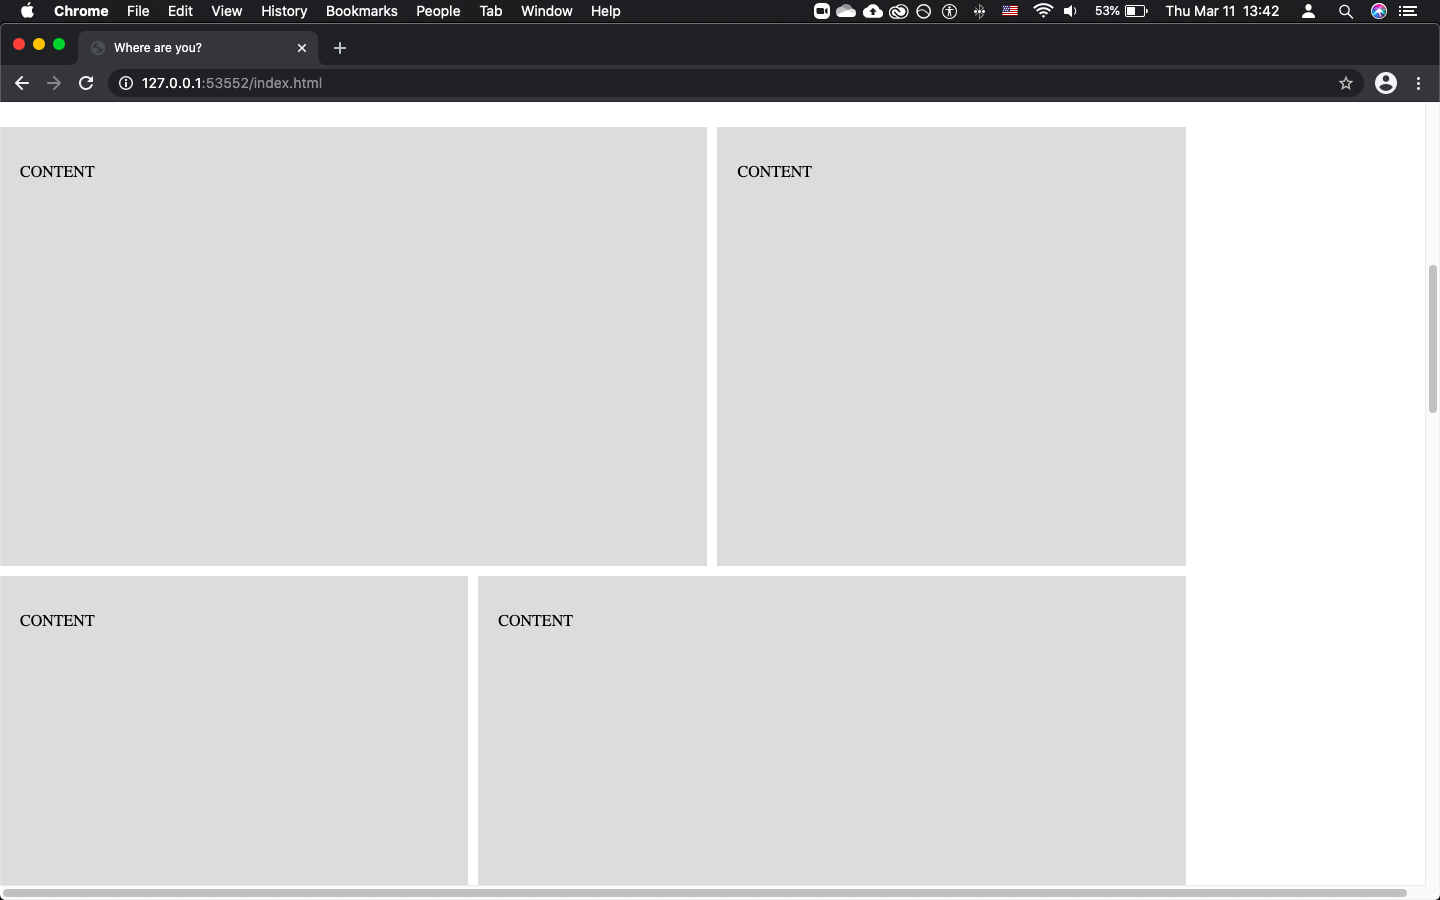 Chrome File Edit View History Bookmarks People Tab Window Help 53% Thu Mar 11 13:42
Where are you?
127.0.0.1:53552/index.html
CONTENT CONTENT
CONTENT CONTENT